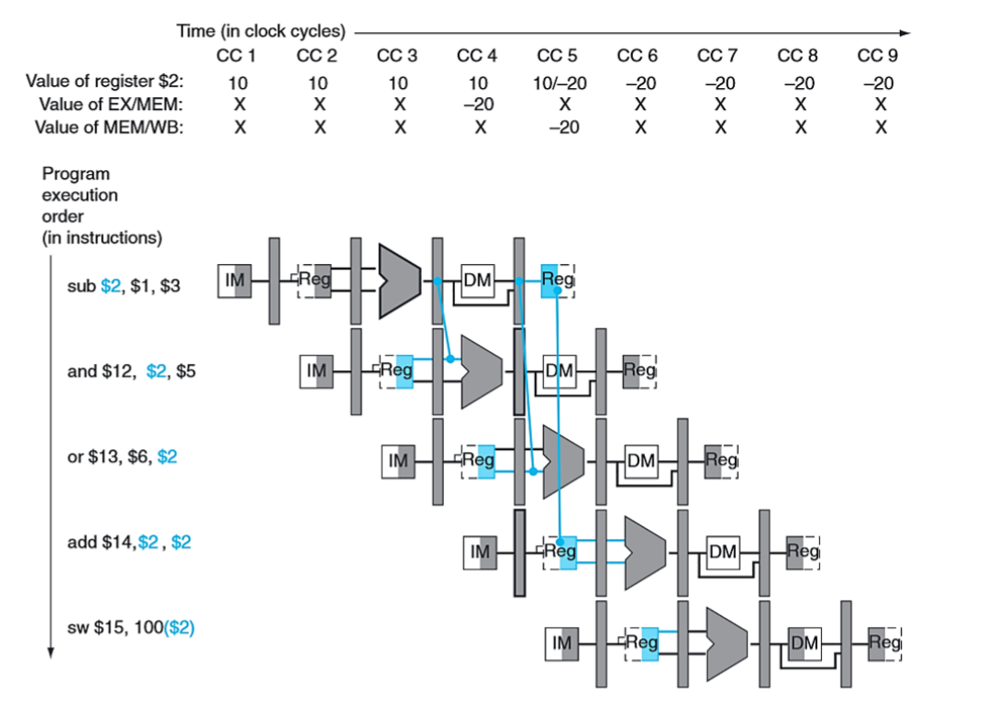 Time (in clock cycles)
CC 1 CC 2 CC 3 CC 4 CC 5 CC 6 CC 7 CC 8 CC 9
Value of register $2: 10 10 10 10 10/–20 –20 –20 –20 –20
Value of EX/MEM: X X X –20 X X X X X
Value of MEM/WB: X X X X –20 X X X X
Program
execution
order
(in instructions)
sub $2, $1, $3 IM Reg DM Reg
and $12, $2, $5 IM Reg DM Reg
or $13, $6, $2 IM Reg DM Reg
add $14,$2 , $2 IM Reg DM Reg
sw $15, 100($2) IM Reg DM Reg